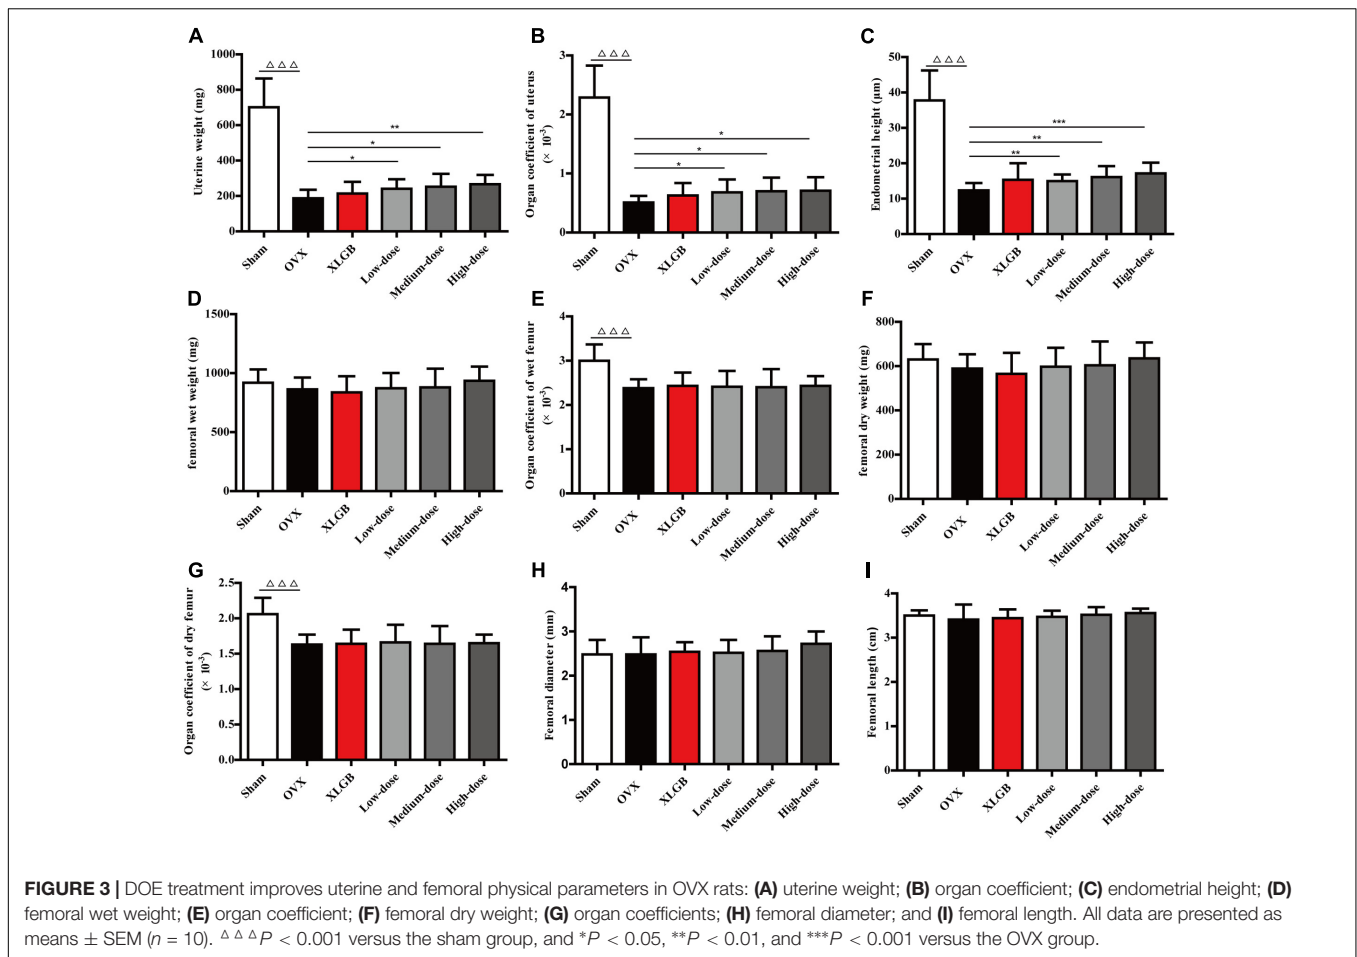 A
Uterine weight (mg)
1000
800
600
400
200
0
△ △ △
**
*
*
Sham
OVX
XLGB
Low-dose
Medium-dose
High-dose
B
Organ coefficient of uterus
(× 10⁻³)
3
2
1
0
△ △ △
*
*
*
Sham
OVX
XLGB
Low-dose
Medium-dose
High-dose
C
Endometrial height (μm)
50
40
30
20
10
0
△ △ △
***
**
**
Sham
OVX
XLGB
Low-dose
Medium-dose
High-dose
D
femoral wet weight (mg)
1500
1000
500
0
Sham
OVX
XLGB
Low-dose
Medium-dose
High-dose
E
Organ coefficient of wet femur
(× 10⁻³)
4
3
2
1
0
△ △ △
Sham
OVX
XLGB
Low-dose
Medium-dose
High-dose
F
femoral dry weight (mg)
800
600
400
200
0
Sham
OVX
XLGB
Low-dose
Medium-dose
High-dose
G
Organ coefficient of dry femur
(× 10⁻³)
2.5
2.0
1.5
1.0
0.5
0.0
△ △ △
Sham
OVX
XLGB
Low-dose
Medium-dose
High-dose
H
Femoral diameter (mm)
4
3
2
1
0
Sham
OVX
XLGB
Low-dose
Medium-dose
High-dose
I
Femoral length (cm)
4
3
2
1
0
Sham
OVX
XLGB
Low-dose
Medium-dose
High-dose
FIGURE 3 | DOE treatment improves uterine and femoral physical parameters in OVX rats: (A) uterine weight; (B) organ coefficient; (C) endometrial height; (D)
femoral wet weight; (E) organ coefficient; (F) femoral dry weight; (G) organ coefficients; (H) femoral diameter; and (I) femoral length. All data are presented as
means ± SEM (n = 10). △△△P < 0.001 versus the sham group, and *P < 0.05, **P < 0.01, and ***P < 0.001 versus the OVX group.